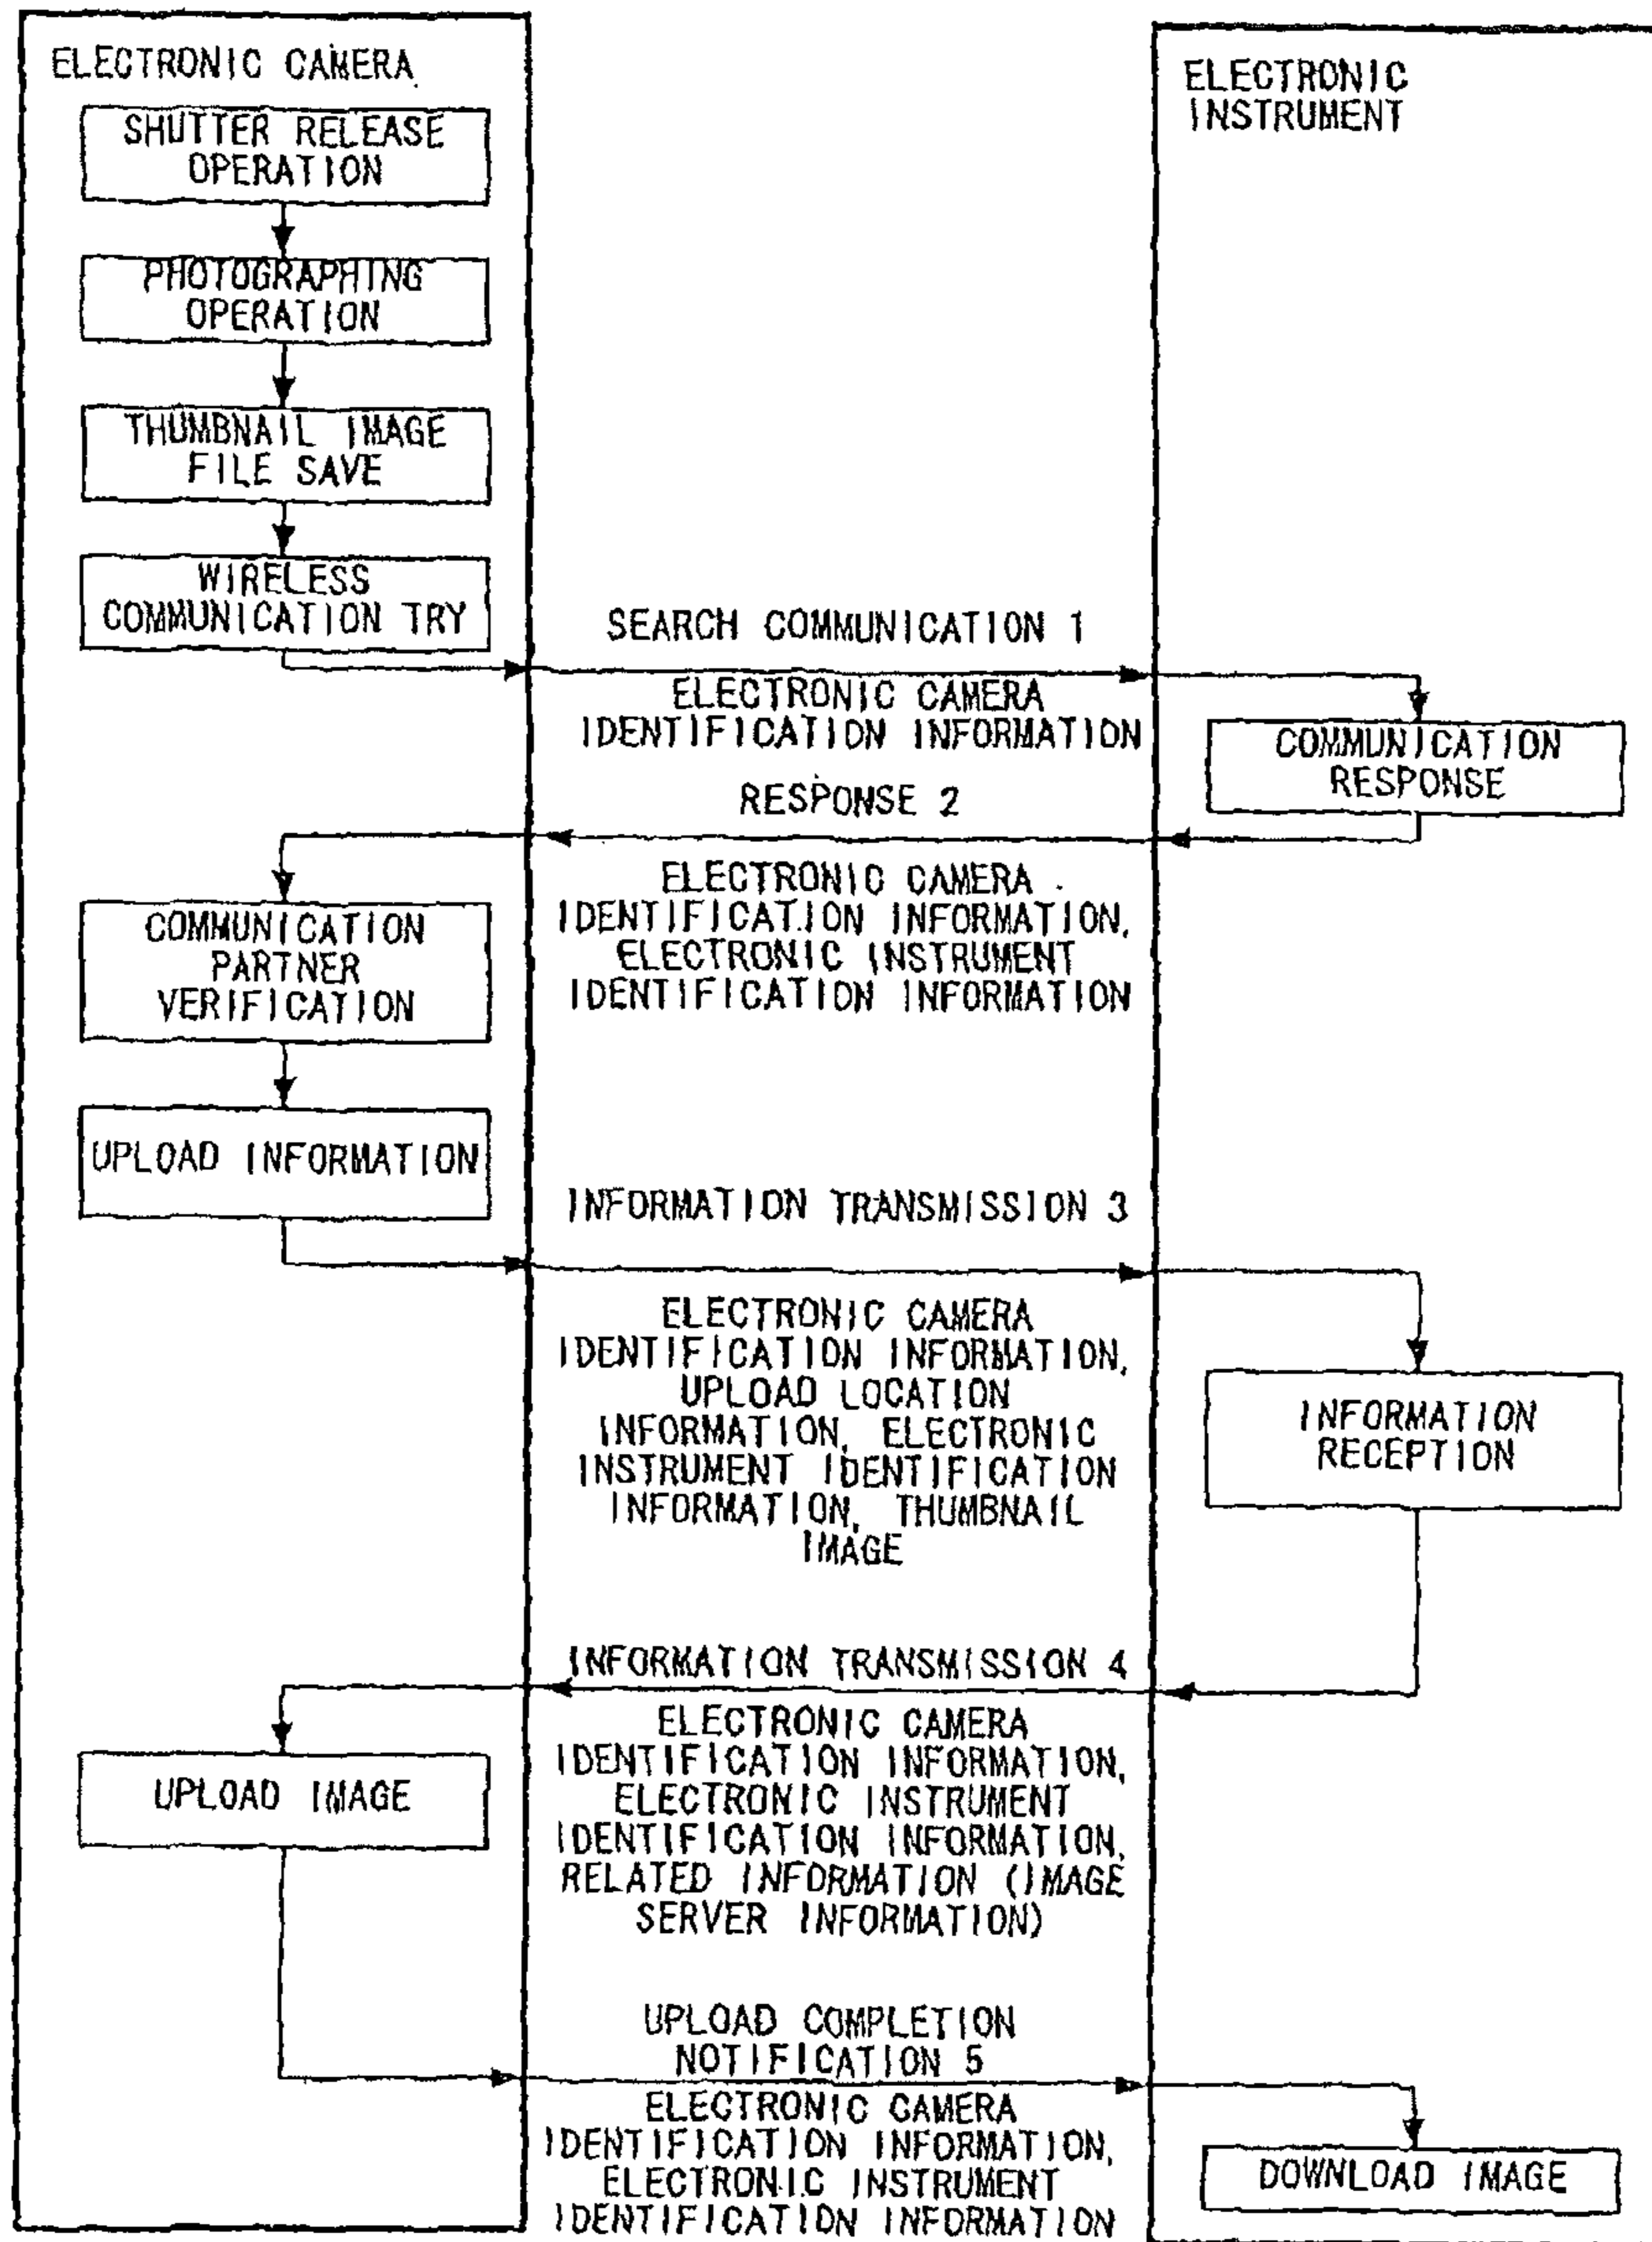 ELECTRONIC CAMERA
SHUTTER RELEASE
OPERATION
PHOTOGRAPHING
OPERATION
THUMBNAIL IMAGE
FILE SAVE
WIRELESS
COMMUNICATION TRY
ELECTRONIC
INSTRUMENT
SEARCH COMMUNICATION 1
ELECTRONIC CAMERA
IDENTIFICATION INFORMATION
COMMUNICATION
RESPONSE
RESPONSE 2
ELECTRONIC CAMERA
IDENTIFICATION INFORMATION,
ELECTRONIC INSTRUMENT
IDENTIFICATION INFORMATION
COMMUNICATION
PARTNER
VERIFICATION
UPLOAD INFORMATION
INFORMATION TRANSMISSION 3
ELECTRONIC CAMERA
IDENTIFICATION INFORMATION,
UPLOAD LOCATION
INFORMATION, ELECTRONIC
INSTRUMENT IDENTIFICATION
INFORMATION, THUMBNAIL
IMAGE
INFORMATION
RECEPTION
INFORMATION TRANSMISSION 4
ELECTRONIC CAMERA
IDENTIFICATION INFORMATION,
ELECTRONIC INSTRUMENT
IDENTIFICATION INFORMATION,
RELATED INFORMATION (IMAGE
SERVER INFORMATION)
UPLOAD IMAGE
UPLOAD COMPLETION
NOTIFICATION 5
ELECTRONIC CAMERA
IDENTIFICATION INFORMATION,
ELECTRONIC INSTRUMENT
IDENTIFICATION INFORMATION
DOWNLOAD IMAGE